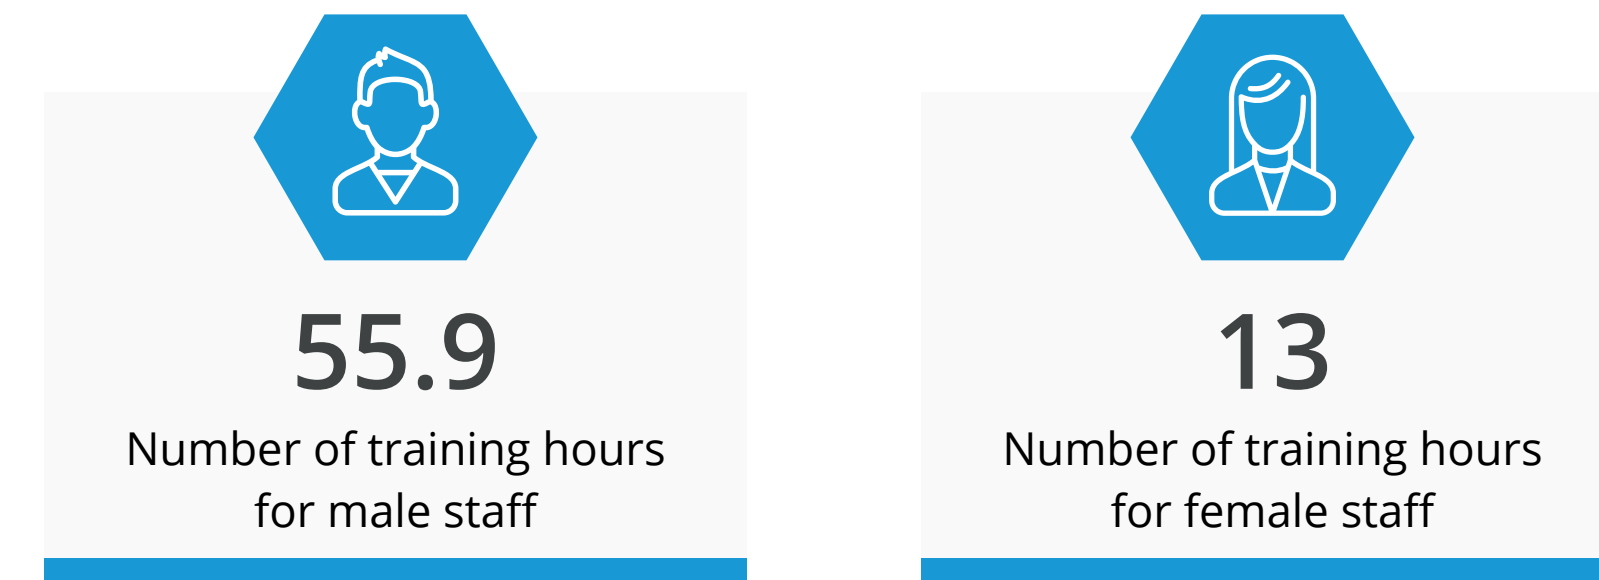 55.9
Number of training hours
for male staff
13
Number of training hours
for female staff